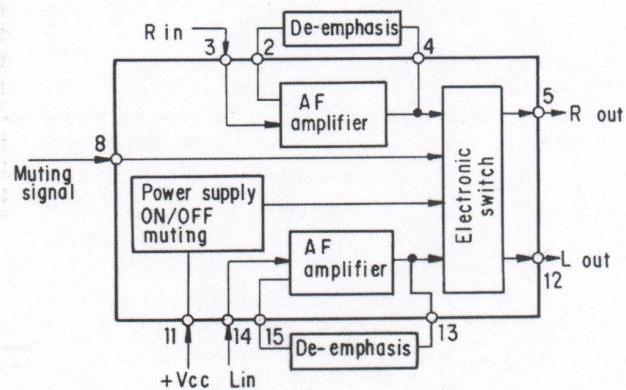 De-emphasis
R in
3
2
4
AF
amplifier
5
R out
8
Muting
signal
Electronic
switch
Power supply
ON/OFF
muting
AF
amplifier
L out
12
11
14
15
13
De-emphasis
+Vcc
Lin